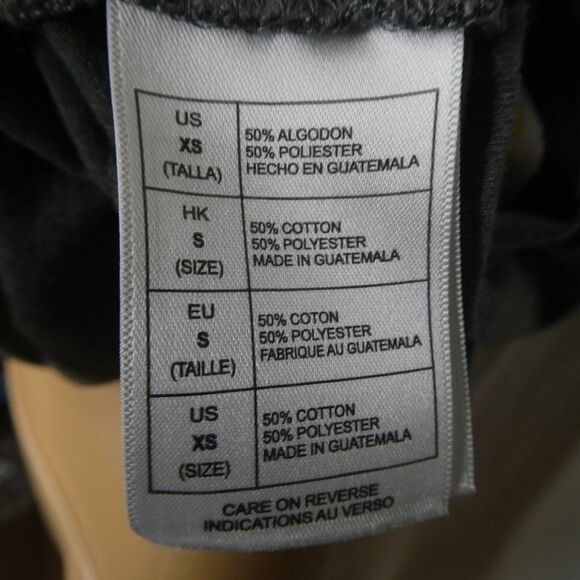 US
XS
(TALLA)
50% ALGODON
50% POLIESTER
HECHO EN GUATEMALA
HK
S
(SIZE)
50% COTTON
50% POLYESTER
MADE IN GUATEMALA
EU
S
(TAILLE)
50% COTON
50% POLYESTER
FABRIQUE AU GUATEMALA
US
XS
(SIZE)
50% COTTON
50% POLYESTER
MADE IN GUATEMALA
CARE ON REVERSE
INDICATIONS AU VERSO